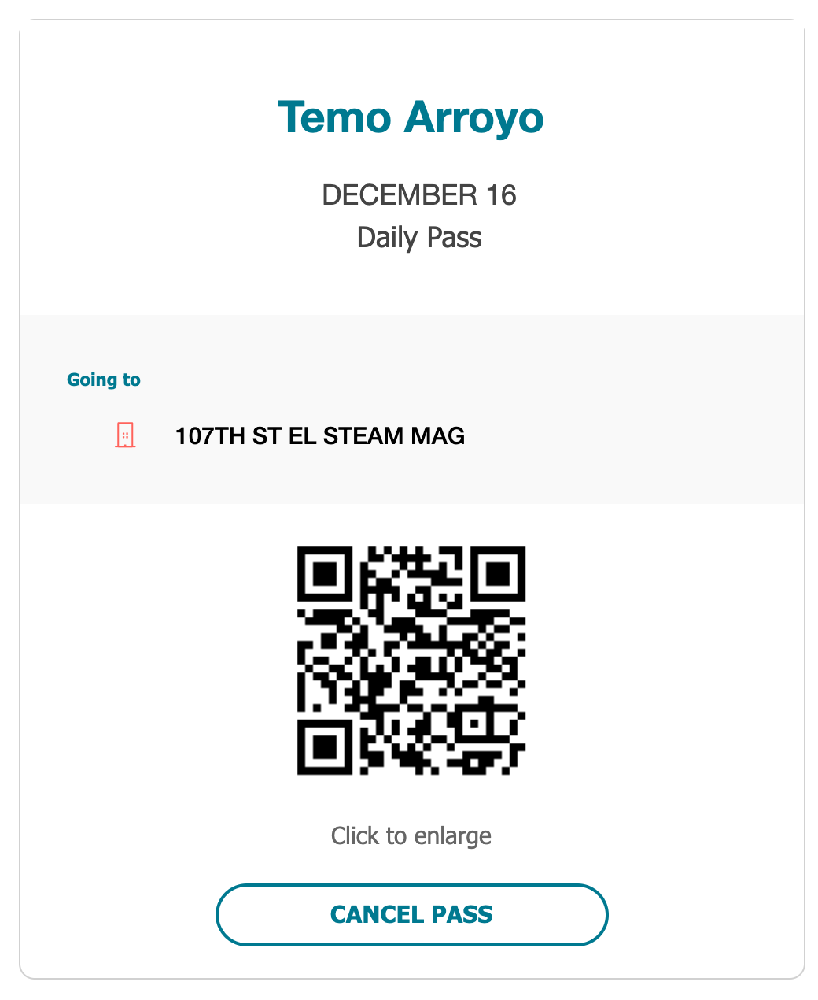 Temo Arroyo
DECEMBER 16
Daily Pass
Going to
107TH ST EL STEAM MAG
Click to enlarge
CANCEL PASS